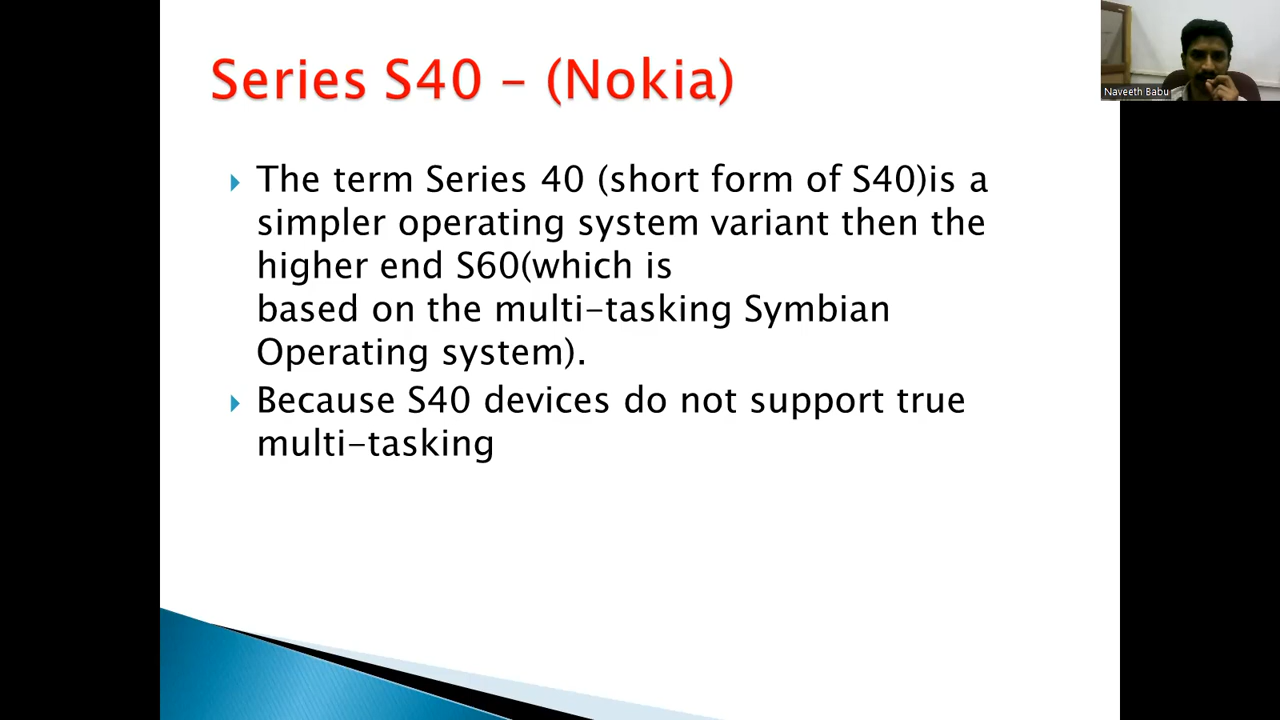 Series S40 – (Nokia)
Naveeth Babu
The term Series 40 (short form of S40)is a
simpler operating system variant then the
higher end S60(which is
based on the multi-tasking Symbian
Operating system).
Because S40 devices do not support true
multi-tasking